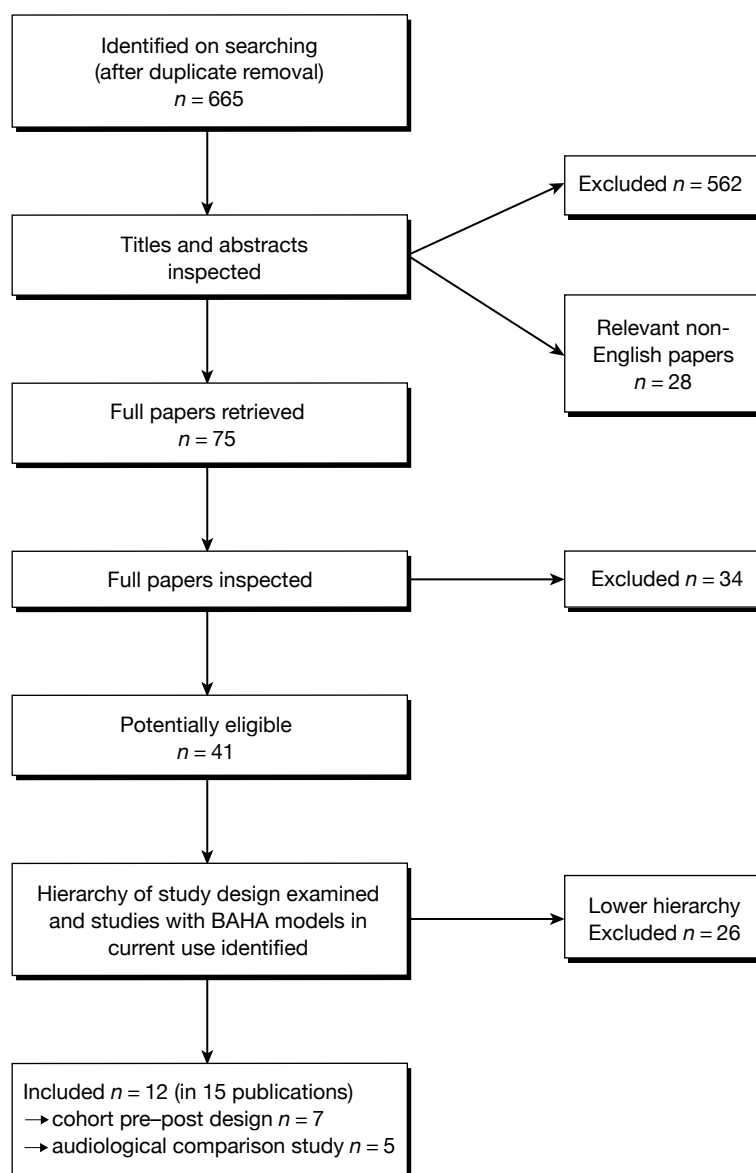 Identified on searching
(after duplicate removal)
n = 665
Titles and abstracts
inspected
Excluded n = 562
Relevant non-
English papers
n = 28
Full papers retrieved
n = 75
Full papers inspected
Excluded n = 34
Potentially eligible
n = 41
Hierarchy of study design examined
and studies with BAHA models in
current use identified
Lower hierarchy
Excluded n = 26
Included n = 12 (in 15 publications)
→ cohort pre–post design n = 7
→ audiological comparison study n = 5